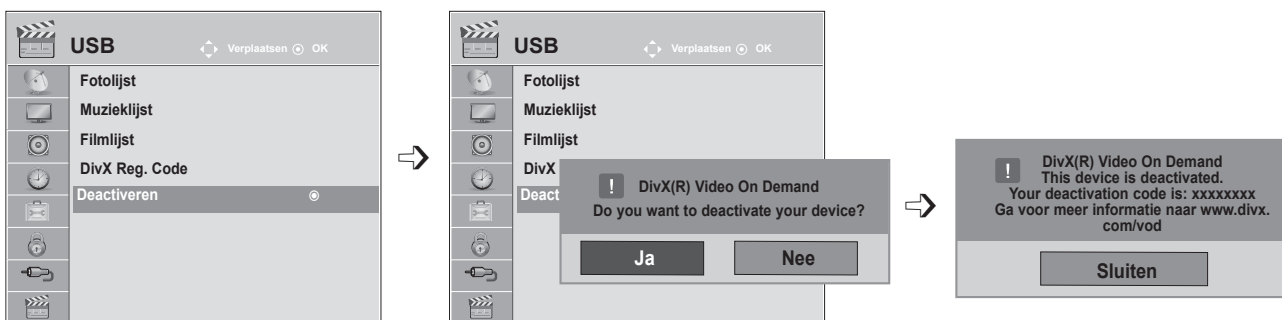 USB
Verplaatsen OK
Fotolijst
Muzieklijst
Filmlijst
DivX Reg. Code
Deactiveren
USB
Verplaatsen OK
Fotolijst
Muzieklijst
Filmlijst
DivX
Deact
! DivX(R) Video On Demand
Do you want to deactivate your device?
Ja Nee
! DivX(R) Video On Demand
This device is deactivated.
Your deactivation code is: xxxxxxxx
Ga voor meer informatie naar www.divx.
com/vod
Sluiten